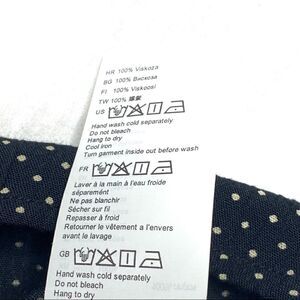 HR 100% Viskoza
BG 100% Вискоза
FI 100% Viskoosi
TW 100% 螺縈
US
Hand wash cold separately
Do not bleach
Hang to dry
Cool iron
Turn garment inside out before wash
FR
Laver à la main à l'eau froide
séparément
Ne pas blanchir
Sécher sur fil
Repasser à froid
Retourner le vêtement a l'envers
avant le lavage
GB
Hand wash cold separately
Do not bleach
Hang to dry